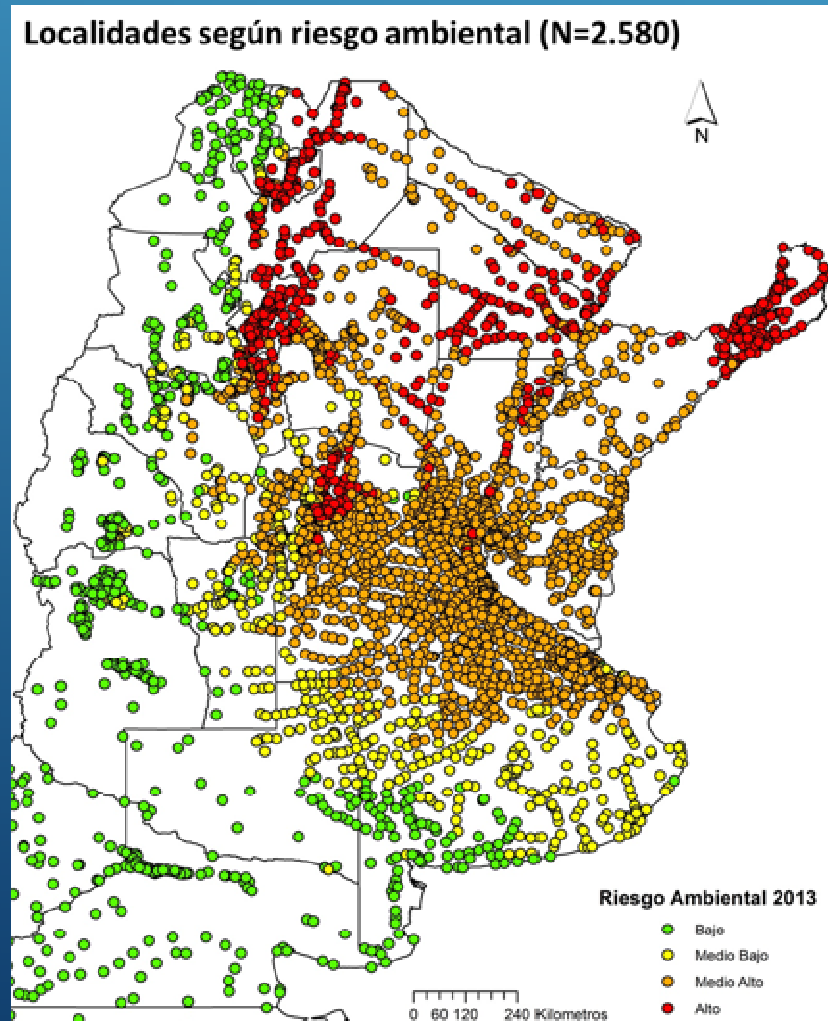 Localidades según riesgo ambiental (N=2.580)
N
Riesgo Ambiental 2013
Bajo
Medio Bajo
Medio Alto
Alto
0 60 120 240 Kilometros